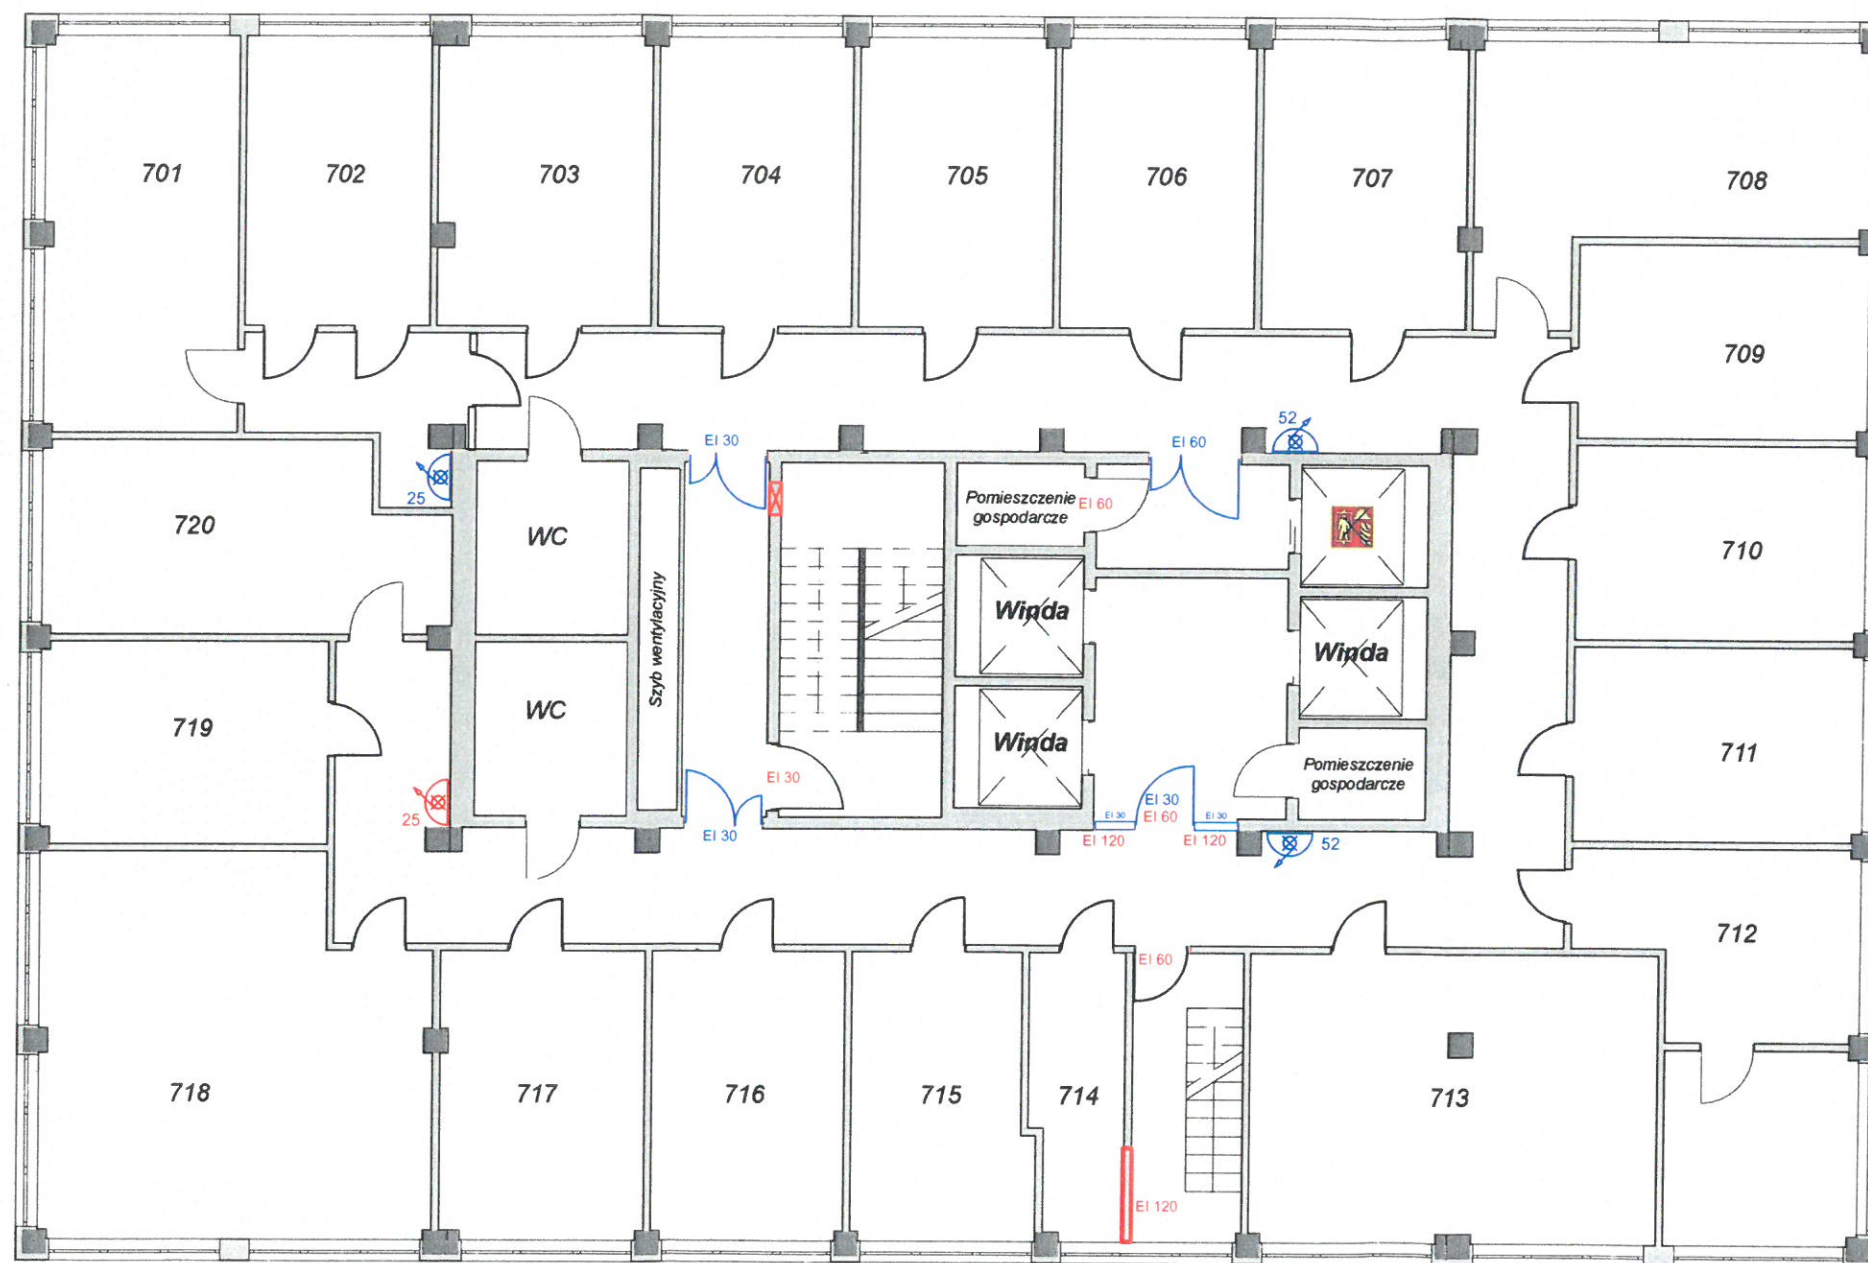 701
702
703
704
705
706
707
708
709
52
EI 30
EI 60
25
720
WC
Pomieszczenie
gospodarcze
EI 60
710
Szyb wentylacyjny
Winda
Winda
719
WC
Winda
711
EI 30
Pomieszczenie
gospodarcze
25
EI 30
EI 30
EI 30
EI 60
EI 30
EI 120
EI 120
52
712
EI 60
718
717
716
715
714
713
EI 120